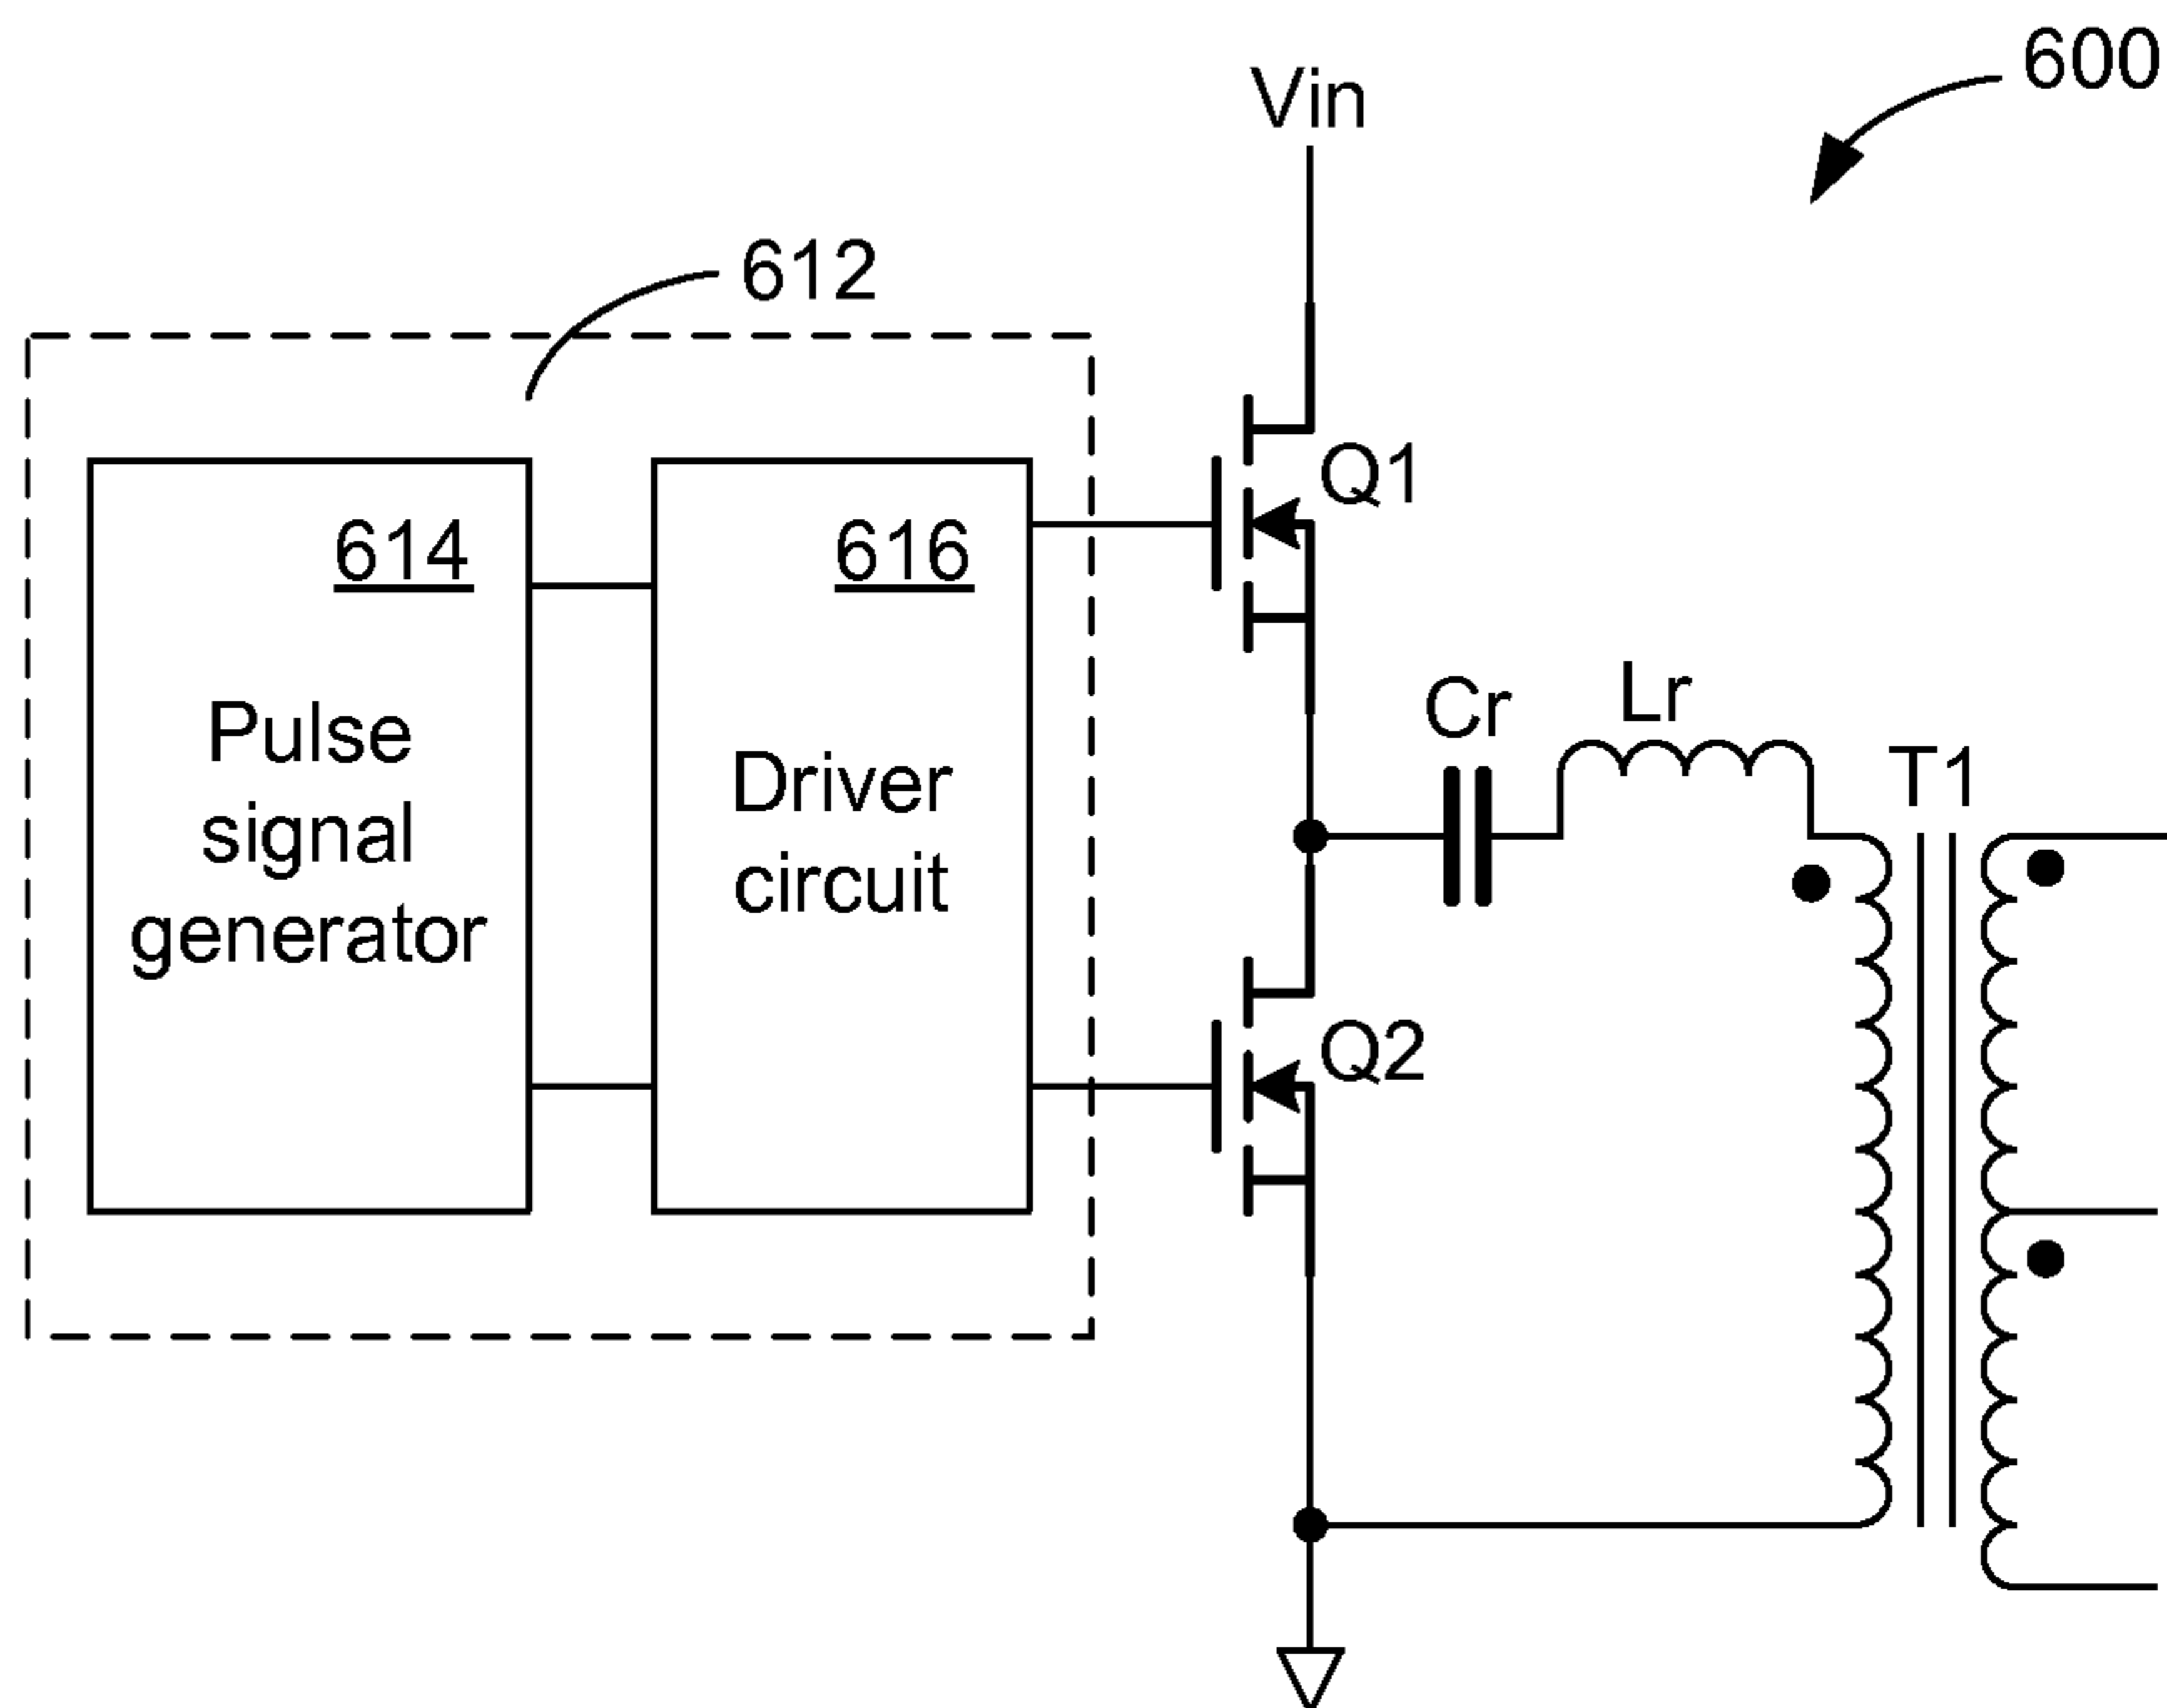 600
Vin
612
Q1
614
616
Lr
Cr
Pulse
signal
generator
Driver
circuit
T1
Q2